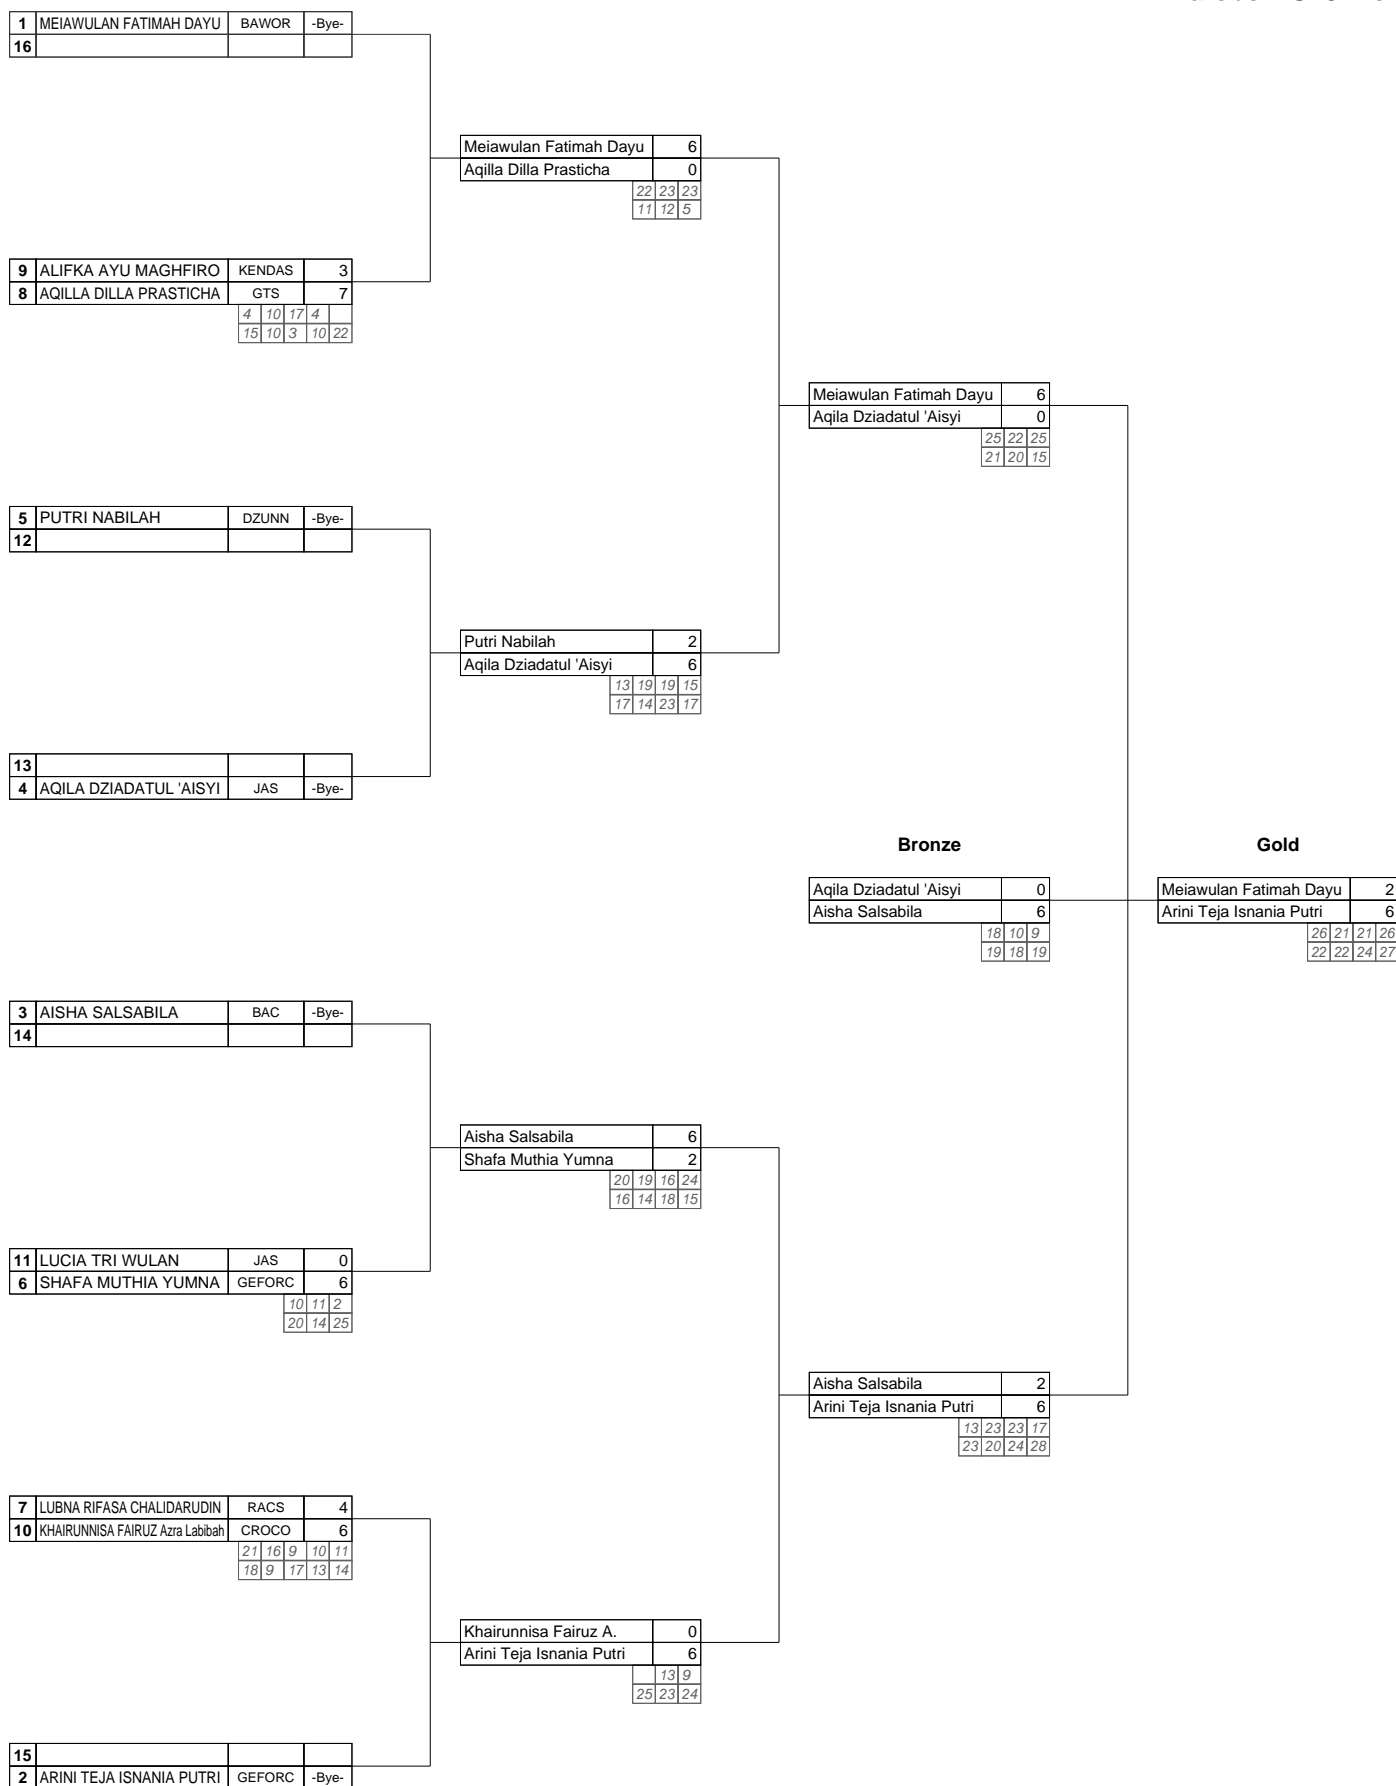 1 MEIAWULAN FATIMAH DAYU BAWOR -Bye-
16
Meiawulan Fatimah Dayu 6
Aqilla Dilla Prasticha 0
22 23 23
11 12 5
9 ALIFKA AYU MAGHFIRO KENDAS 3
8 AQILLA DILLA PRASTICHA GTS 7
4 10 17 4
15 10 3 10 22
Meiawulan Fatimah Dayu 6
Aqila Dziadatul 'Aisyi 0
25 22 25
21 20 15
5 PUTRI NABILAH DZUNN -Bye-
12
Putri Nabilah 2
Aqila Dziadatul 'Aisyi 6
13 19 19 15
17 14 23 17
13
4 AQILA DZIADATUL 'AISYI JAS -Bye-
Bronze Gold
Aqila Dziadatul 'Aisyi 0 Meiawulan Fatimah Dayu 2
Aisha Salsabila 6 Arini Teja Isnania Putri 6
18 10 9 26 21 21 26
19 18 19 22 22 24 27
3 AISHA SALSABILA BAC -Bye-
14
Aisha Salsabila 6
Shafa Muthia Yumna 2
20 19 16 24
16 14 18 15
11 LUCIA TRI WULAN JAS 0
6 SHAFA MUTHIA YUMNA GEFORC 6
10 11 2
20 14 25
Aisha Salsabila 2
Arini Teja Isnania Putri 6
13 23 23 17
23 20 24 28
7 LUBNA RIFASA CHALIDARUDIN RACS 4
10 KHAIRUNNISA FAIRUZ Azra Labibah CROCO 6
21 16 9 10 11
18 9 17 13 14
Khairunnisa Fairuz A. 0
Arini Teja Isnania Putri 6
13 9
25 23 24
15
2 ARINI TEJA ISNANIA PUTRI GEFORC -Bye-